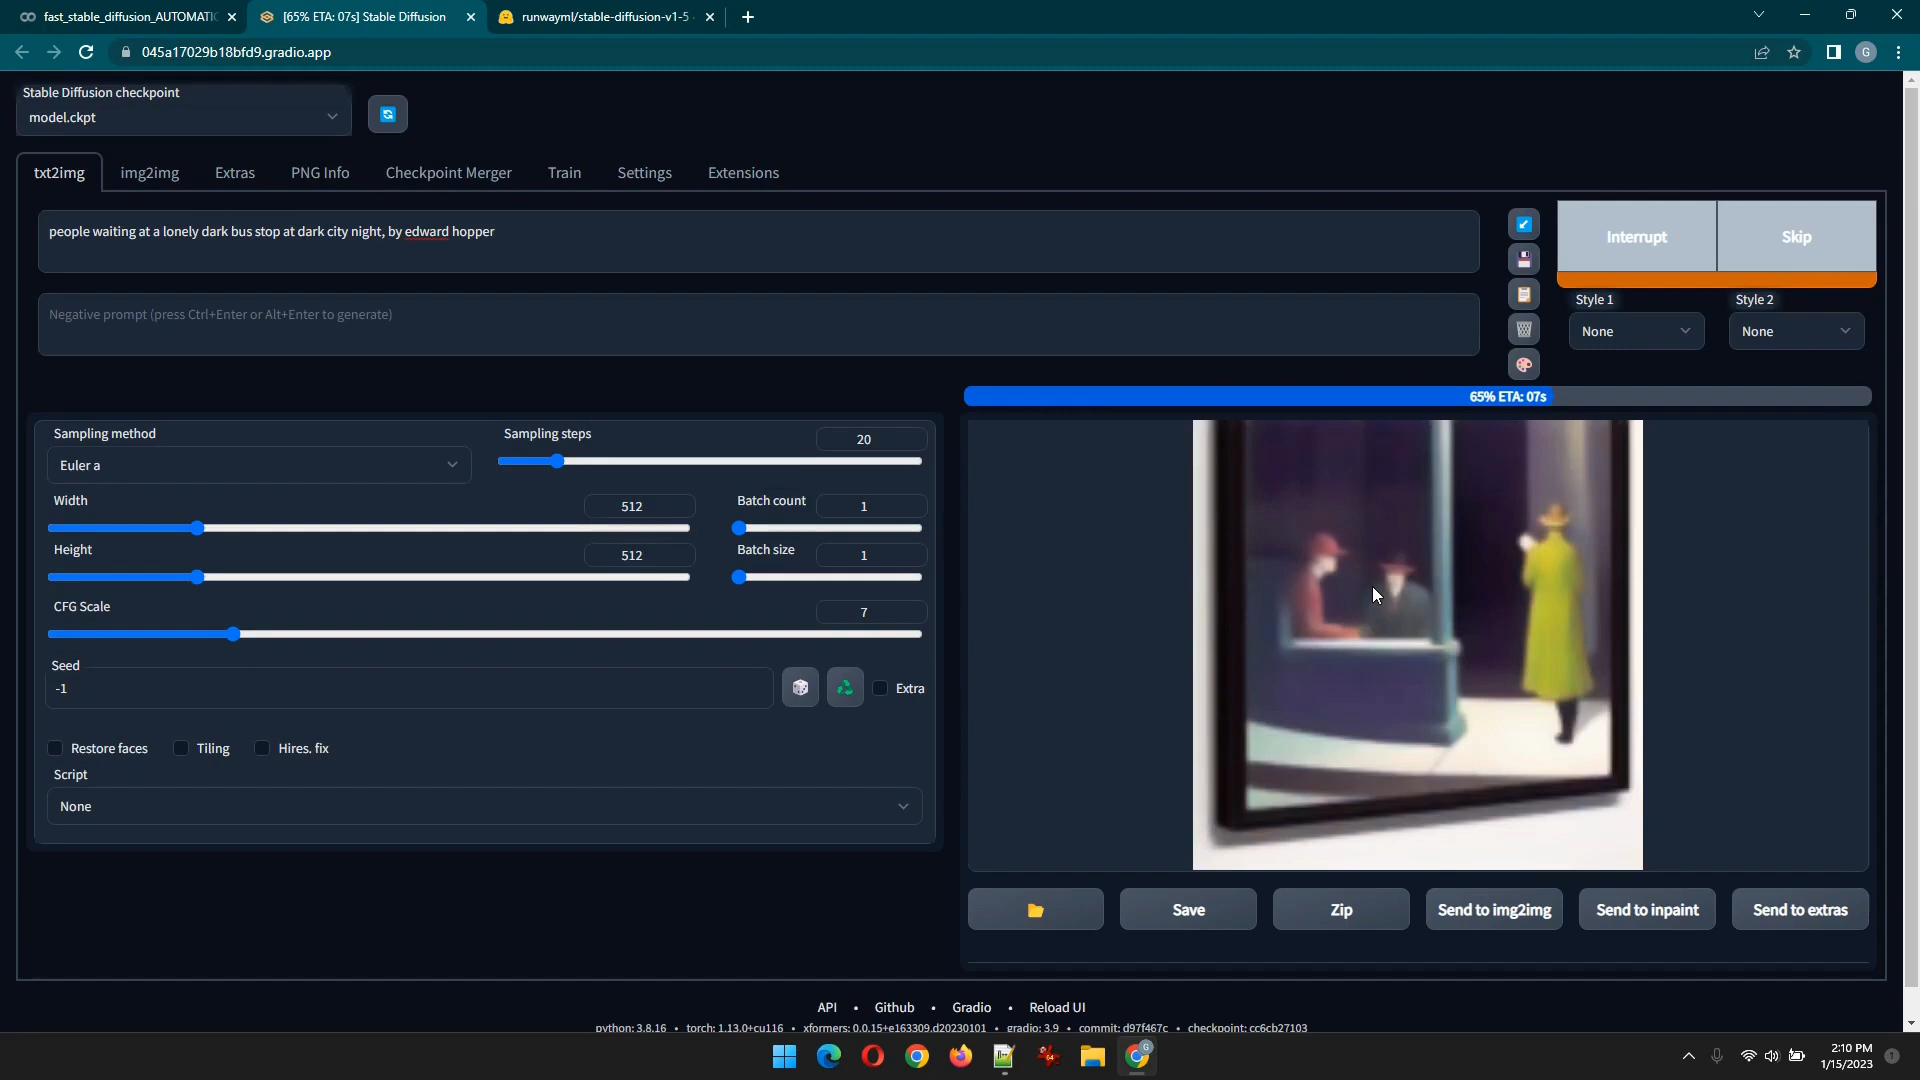 fast_stable_diffusion_AUTOMATIC
[65% ETA: 07s] Stable Diffusion
runwayml/stable-diffusion-v1-5
045a17029b18bfd9.gradio.app
G
Stable Diffusion checkpoint
model.ckpt
txt2img
img2img
Extras
PNG Info
Checkpoint Merger
Train
Settings
Extensions
people waiting at a lonely dark bus stop at dark city night, by edward hopper
Interrupt
Skip
Negative prompt (press Ctrl+Enter or Alt+Enter to generate)
Style 1
Style 2
None
None
65% ETA: 07s
Sampling method
Euler a
Sampling steps
20
Width
512
Batch count
1
Height
512
Batch size
1
CFG Scale
7
Seed
-1
Extra
Restore faces
Tiling
Hires. fix
Script
None
Save
Zip
Send to img2img
Send to inpaint
Send to extras
API • Github • Gradio • Reload UI
python: 3.8.16 • torch: 1.13.0+cu116 • xformers: 0.0.15+e163309.d20230101 • gradio: 3.9 • commit: d97f467c • checkpoint: cc6cb27103
G
2:10 PM
1/15/2023
1